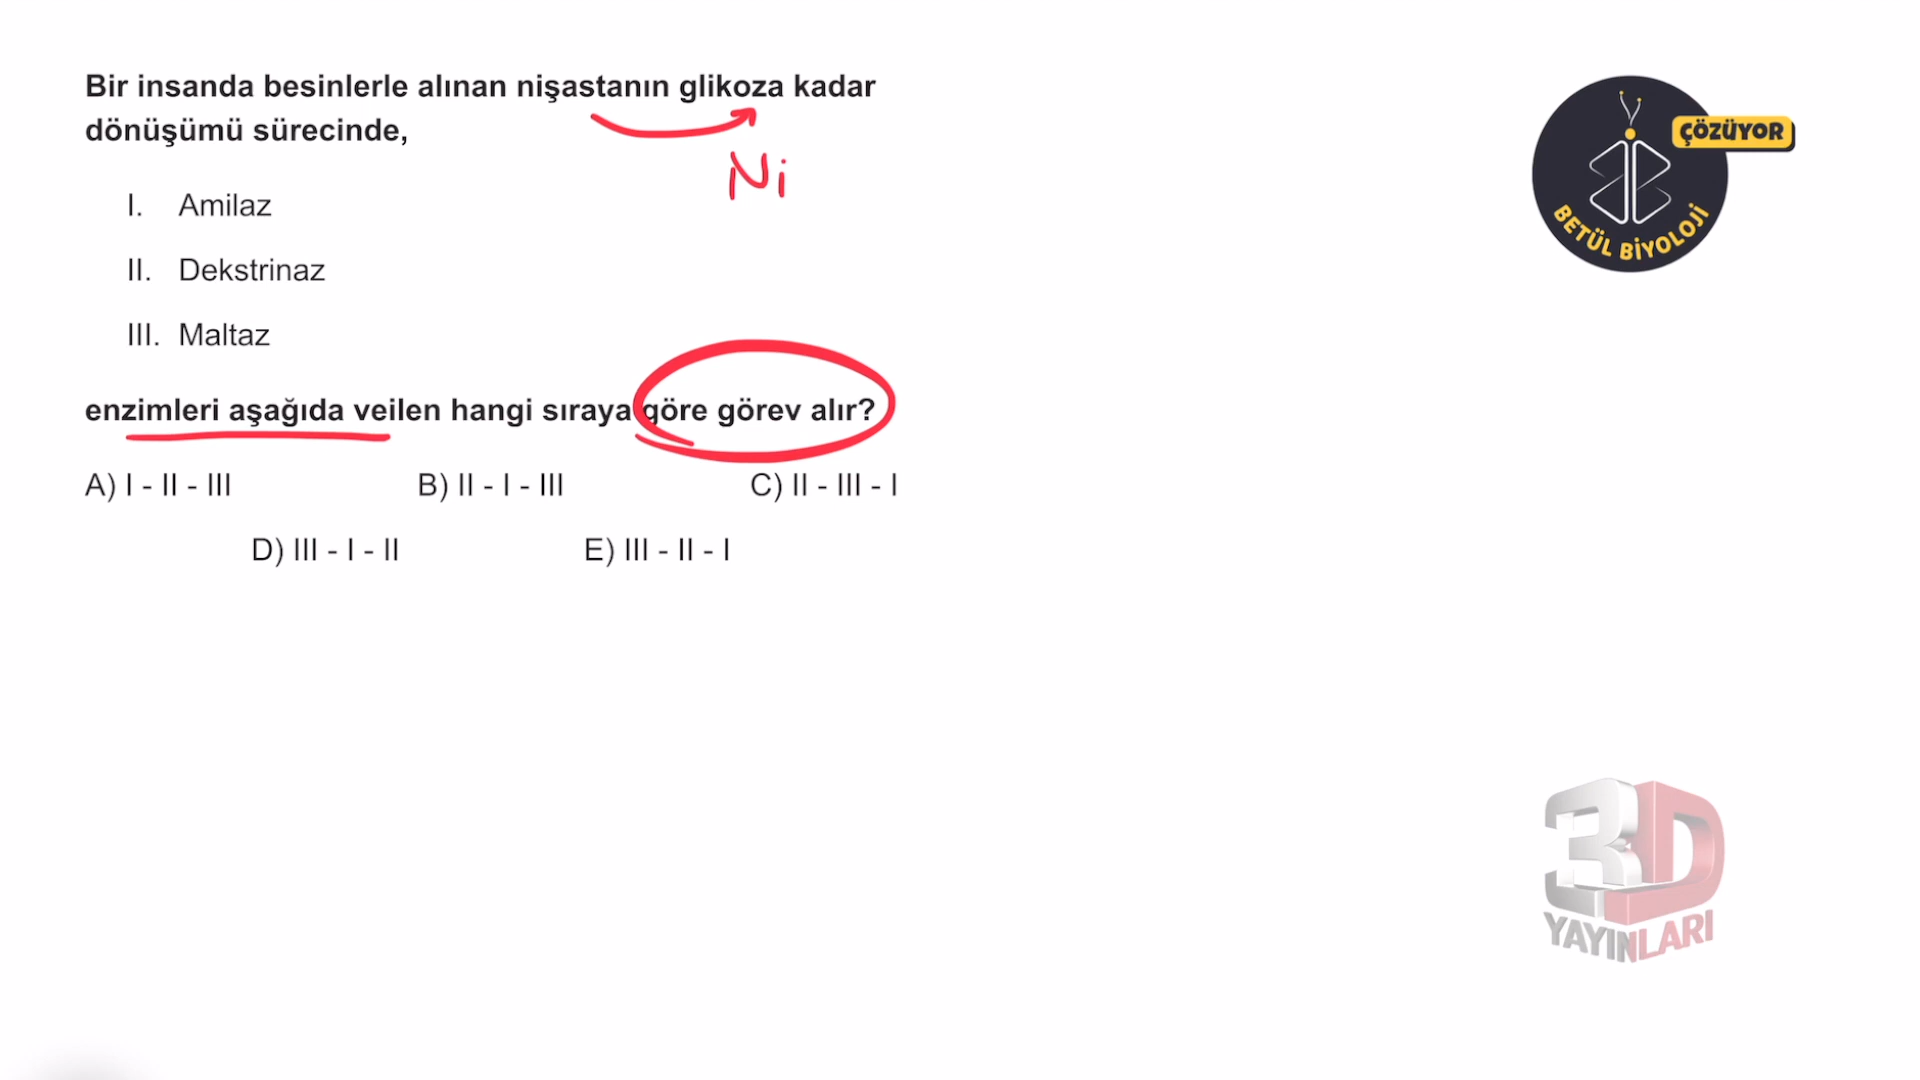 Bir insanda besinlerle alınan nişastanın glikoza kadar
dönüşümü sürecinde,
Ni
I. Amilaz
II. Dekstrinaz
III. Maltaz
enzimleri aşağıda veilen hangi sıraya göre görev alır?
A) I - II - III B) II - I - III C) II - III - I
D) III - I - II E) III - II - I
ÇÖZÜYOR
BETÜL BİYOLOJİ
3D
YAYINLARI